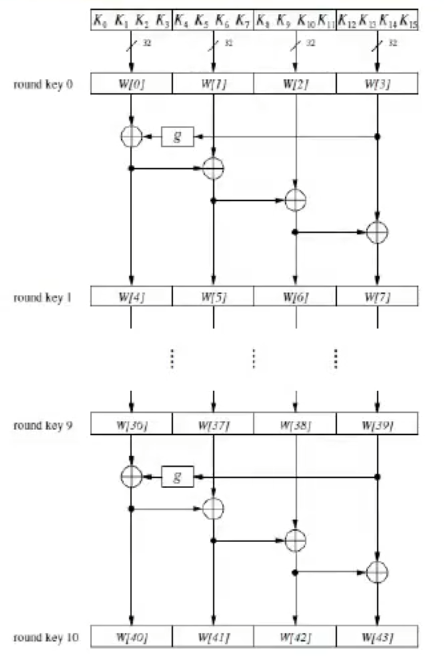 K0 K1 K2 K3 K4 K5 K6 K7 K8 K9 K10 K11 K12 K13 K14 K15
32 32 32 32
round key 0 W[0] W[1] W[2] W[3]
g
round key 1 W[4] W[5] W[6] W[7]
round key 9 W[36] W[37] W[38] W[39]
g
round key 10 W[40] W[41] W[42] W[43]